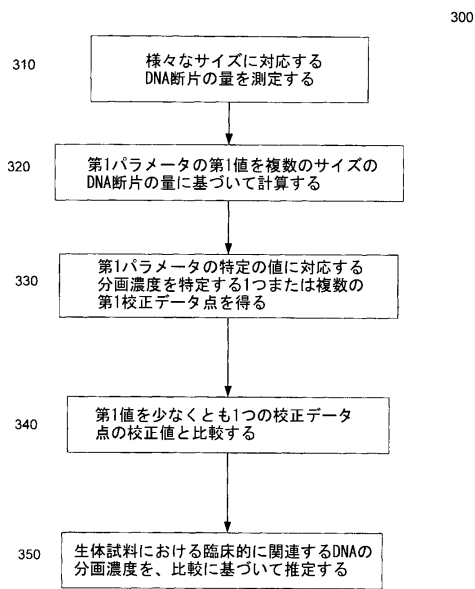 300
310
様々なサイズに対応する
DNA断片の量を測定する
320
第1パラメータの第1値を複数のサイズの
DNA断片の量に基づいて計算する
330
第1パラメータの特定の値に対応する
分画濃度を特定する1つまたは複数の
第1校正データ点を得る
340
第1値を少なくとも1つの校正データ
点の校正値と比較する
350
生体試料における臨床的に関連するDNAの
分画濃度を、比較に基づいて推定する